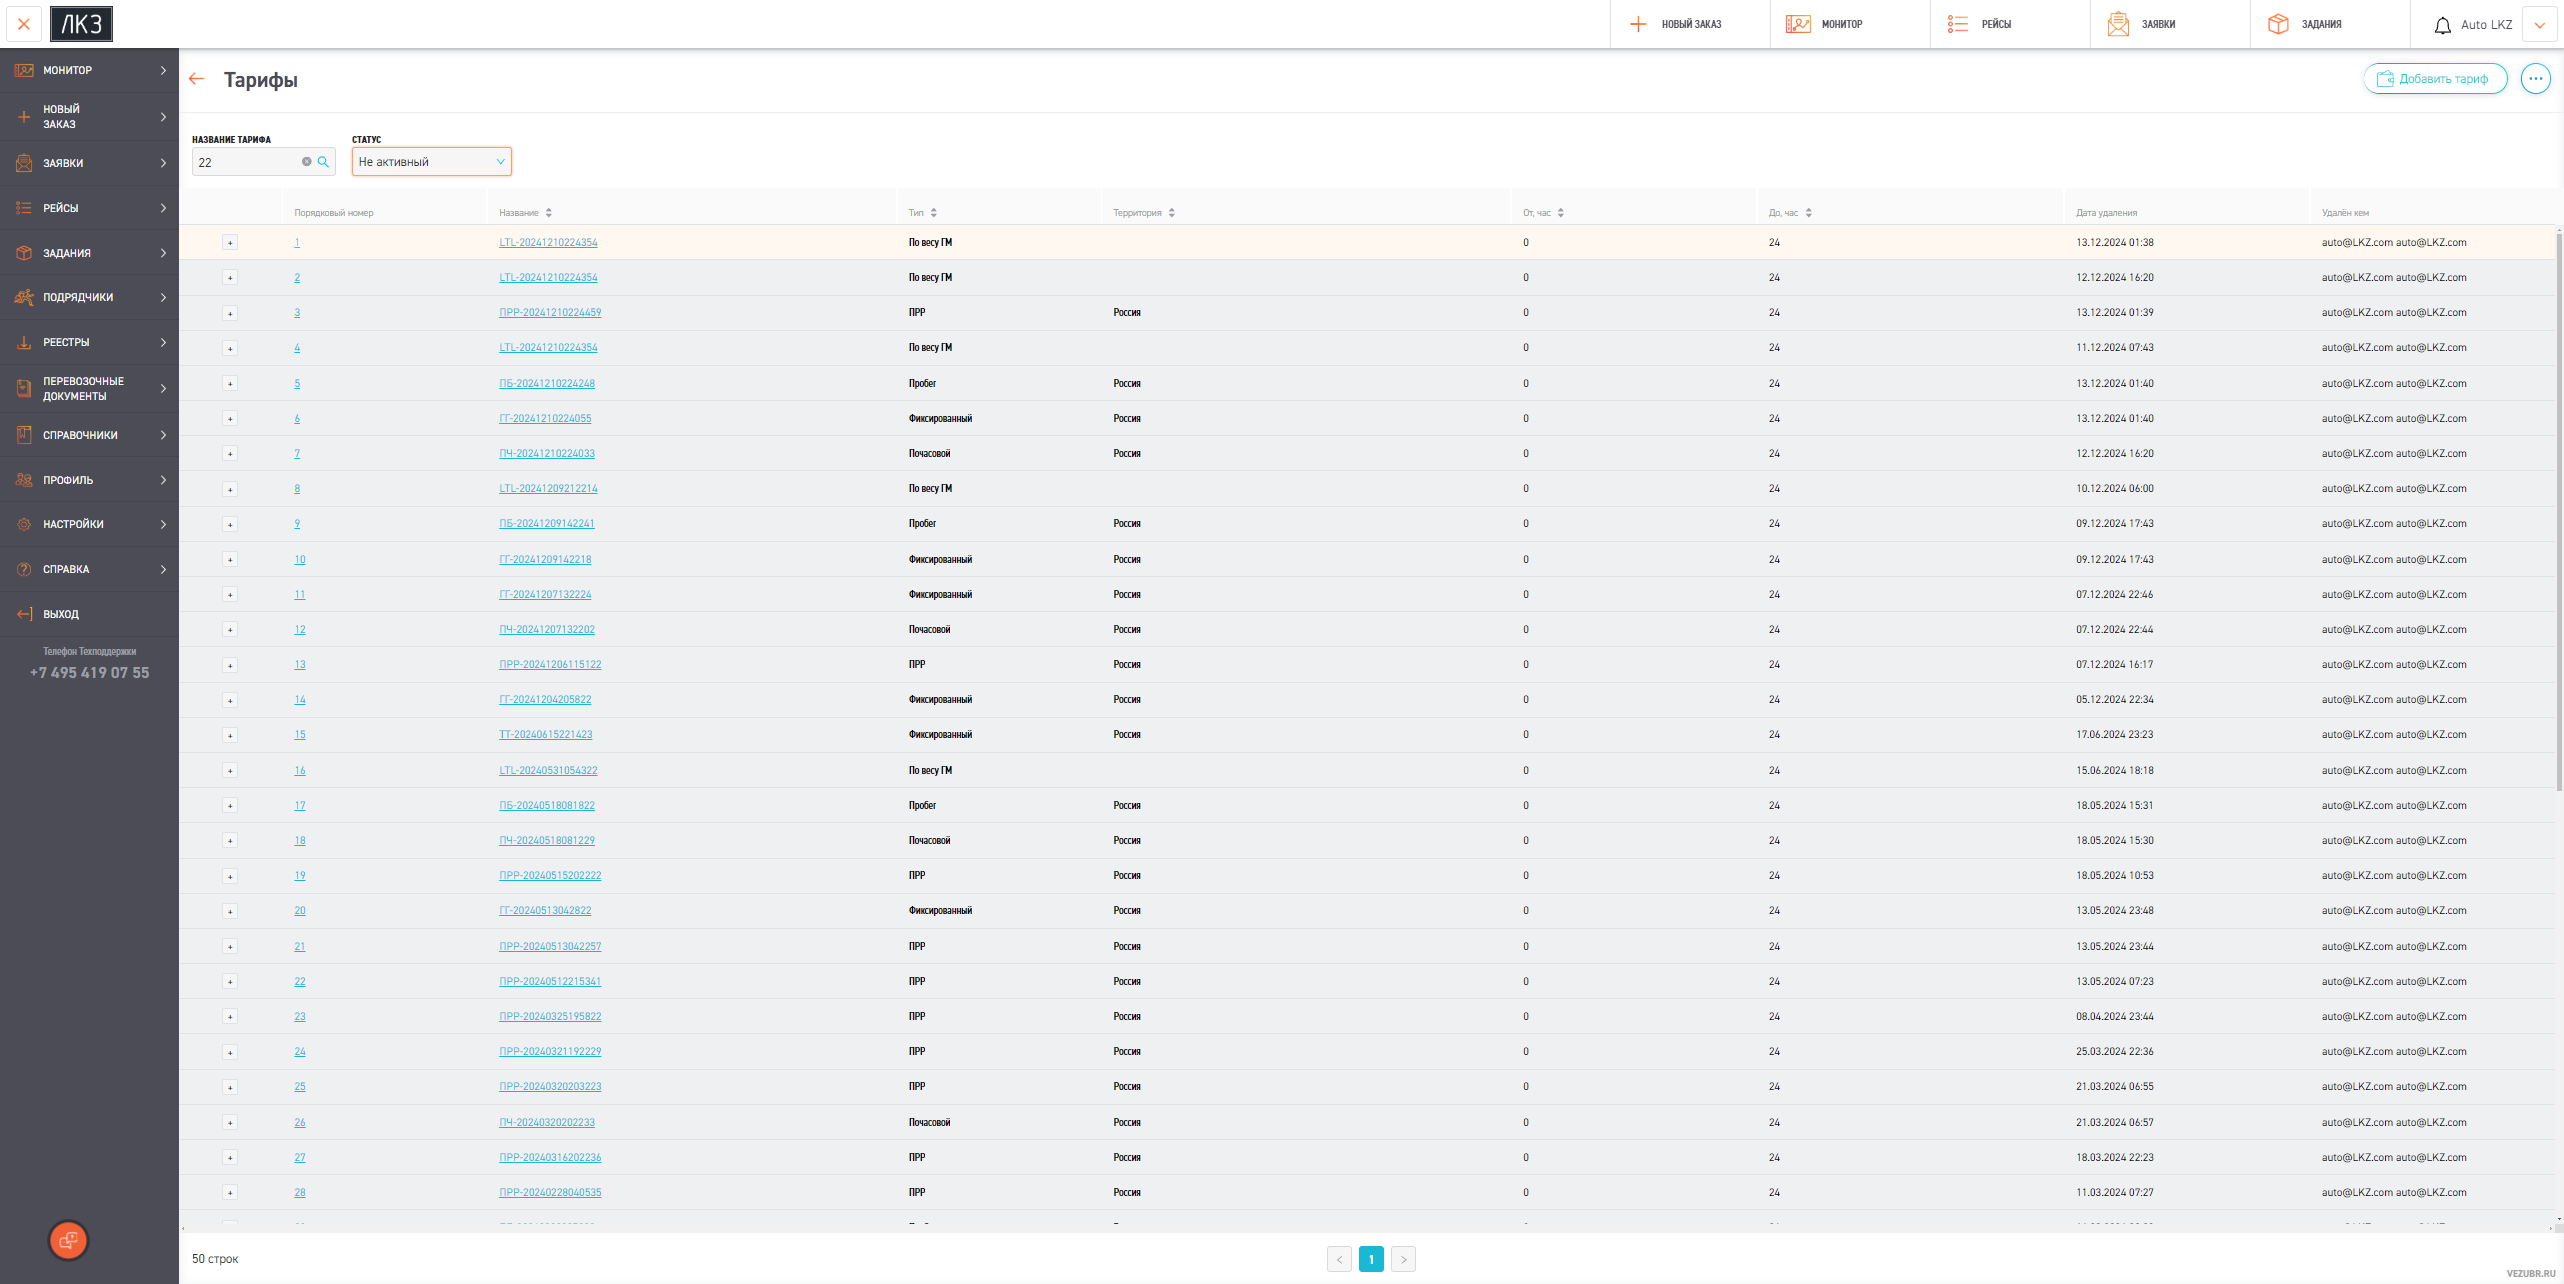 ЛКЗ
НОВЫЙ ЗАКАЗ
МОНИТОР
РЕЙСЫ
ЗАЯВКИ
ЗАДАНИЯ
Auto LKZ
МОНИТОР
НОВЫЙ
ЗАКАЗ
ЗАЯВКИ
РЕЙСЫ
ЗАДАНИЯ
ПОДРЯДЧИКИ
РЕЕСТРЫ
ПЕРЕВОЗОЧНЫЕ
ДОКУМЕНТЫ
СПРАВОЧНИКИ
ПРОФИЛЬ
НАСТРОЙКИ
СПРАВКА
ВЫХОД
Телефон Техподдержки
+7 495 419 07 55
Тарифы
Добавить тариф
НАЗВАНИЕ ТАРИФА СТАТУС
22 Не активный
Порядковый номер Название Тип Территория От, час До, час Дата удаления Удалён кем
+ 1 LTL-20241210224354 По весу ГМ 0 24 13.12.2024 01:38 auto@LKZ.com auto@LKZ.com
+ 2 LTL-20241210224354 По весу ГМ 0 24 12.12.2024 16:20 auto@LKZ.com auto@LKZ.com
+ 3 ПРР-20241210224459 ПРР Россия 0 24 13.12.2024 01:39 auto@LKZ.com auto@LKZ.com
+ 4 LTL-20241210224354 По весу ГМ 0 24 11.12.2024 07:43 auto@LKZ.com auto@LKZ.com
+ 5 ПБ-20241210224248 Пробег Россия 0 24 13.12.2024 01:40 auto@LKZ.com auto@LKZ.com
+ 6 ГГ-20241210224055 Фиксированный Россия 0 24 13.12.2024 01:40 auto@LKZ.com auto@LKZ.com
+ 7 ПЧ-20241210224033 Почасовой Россия 0 24 12.12.2024 16:20 auto@LKZ.com auto@LKZ.com
+ 8 LTL-20241209212214 По весу ГМ 0 24 10.12.2024 06:00 auto@LKZ.com auto@LKZ.com
+ 9 ПБ-20241209142241 Пробег Россия 0 24 09.12.2024 17:43 auto@LKZ.com auto@LKZ.com
+ 10 ГГ-20241209142218 Фиксированный Россия 0 24 09.12.2024 17:43 auto@LKZ.com auto@LKZ.com
+ 11 ГГ-20241207132224 Фиксированный Россия 0 24 07.12.2024 22:46 auto@LKZ.com auto@LKZ.com
+ 12 ПЧ-20241207132202 Почасовой Россия 0 24 07.12.2024 22:44 auto@LKZ.com auto@LKZ.com
+ 13 ПРР-20241206115122 ПРР Россия 0 24 07.12.2024 16:17 auto@LKZ.com auto@LKZ.com
+ 14 ГГ-20241204205822 Фиксированный Россия 0 24 05.12.2024 22:34 auto@LKZ.com auto@LKZ.com
+ 15 ТТ-20240615221423 Фиксированный Россия 0 24 17.06.2024 23:23 auto@LKZ.com auto@LKZ.com
+ 16 LTL-20240531054322 По весу ГМ 0 24 15.06.2024 18:18 auto@LKZ.com auto@LKZ.com
+ 17 ПБ-20240518081822 Пробег Россия 0 24 18.05.2024 15:31 auto@LKZ.com auto@LKZ.com
+ 18 ПЧ-20240518081229 Почасовой Россия 0 24 18.05.2024 15:30 auto@LKZ.com auto@LKZ.com
+ 19 ПРР-20240515202222 ПРР Россия 0 24 18.05.2024 10:53 auto@LKZ.com auto@LKZ.com
+ 20 ГГ-20240513042822 Фиксированный Россия 0 24 13.05.2024 23:48 auto@LKZ.com auto@LKZ.com
+ 21 ПРР-20240513042257 ПРР Россия 0 24 13.05.2024 23:44 auto@LKZ.com auto@LKZ.com
+ 22 ПРР-20240512215341 ПРР Россия 0 24 13.05.2024 07:23 auto@LKZ.com auto@LKZ.com
+ 23 ПРР-20240325195822 ПРР Россия 0 24 08.04.2024 23:44 auto@LKZ.com auto@LKZ.com
+ 24 ПРР-20240321192229 ПРР Россия 0 24 25.03.2024 22:36 auto@LKZ.com auto@LKZ.com
+ 25 ПРР-20240320203223 ПРР Россия 0 24 21.03.2024 06:55 auto@LKZ.com auto@LKZ.com
+ 26 ПЧ-20240320202233 Почасовой Россия 0 24 21.03.2024 06:57 auto@LKZ.com auto@LKZ.com
+ 27 ПРР-20240316202236 ПРР Россия 0 24 18.03.2024 22:23 auto@LKZ.com auto@LKZ.com
+ 28 ПРР-20240228040535 ПРР Россия 0 24 11.03.2024 07:27 auto@LKZ.com auto@LKZ.com
50 строк
< 1 >
VEZUBR.RU